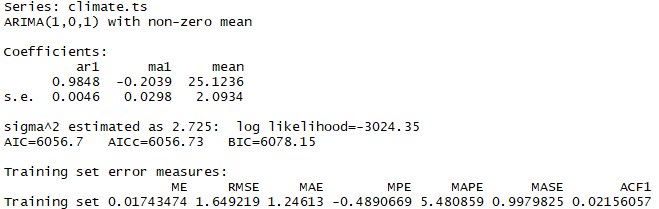 Series: climate.ts
ARIMA(1,0,1) with non-zero mean
Coefficients:
ar1 ma1 mean
0.9848 -0.2039 25.1236
s.e. 0.0046 0.0298 2.0934
sigma^2 estimated as 2.725: log likelihood=-3024.35
AIC=6056.7 AICc=6056.73 BIC=6078.15
Training set error measures:
ME RMSE MAE MPE MAPE MASE ACF1
Training set 0.01743474 1.649219 1.24613 -0.4890669 5.480859 0.9979825 0.02156057